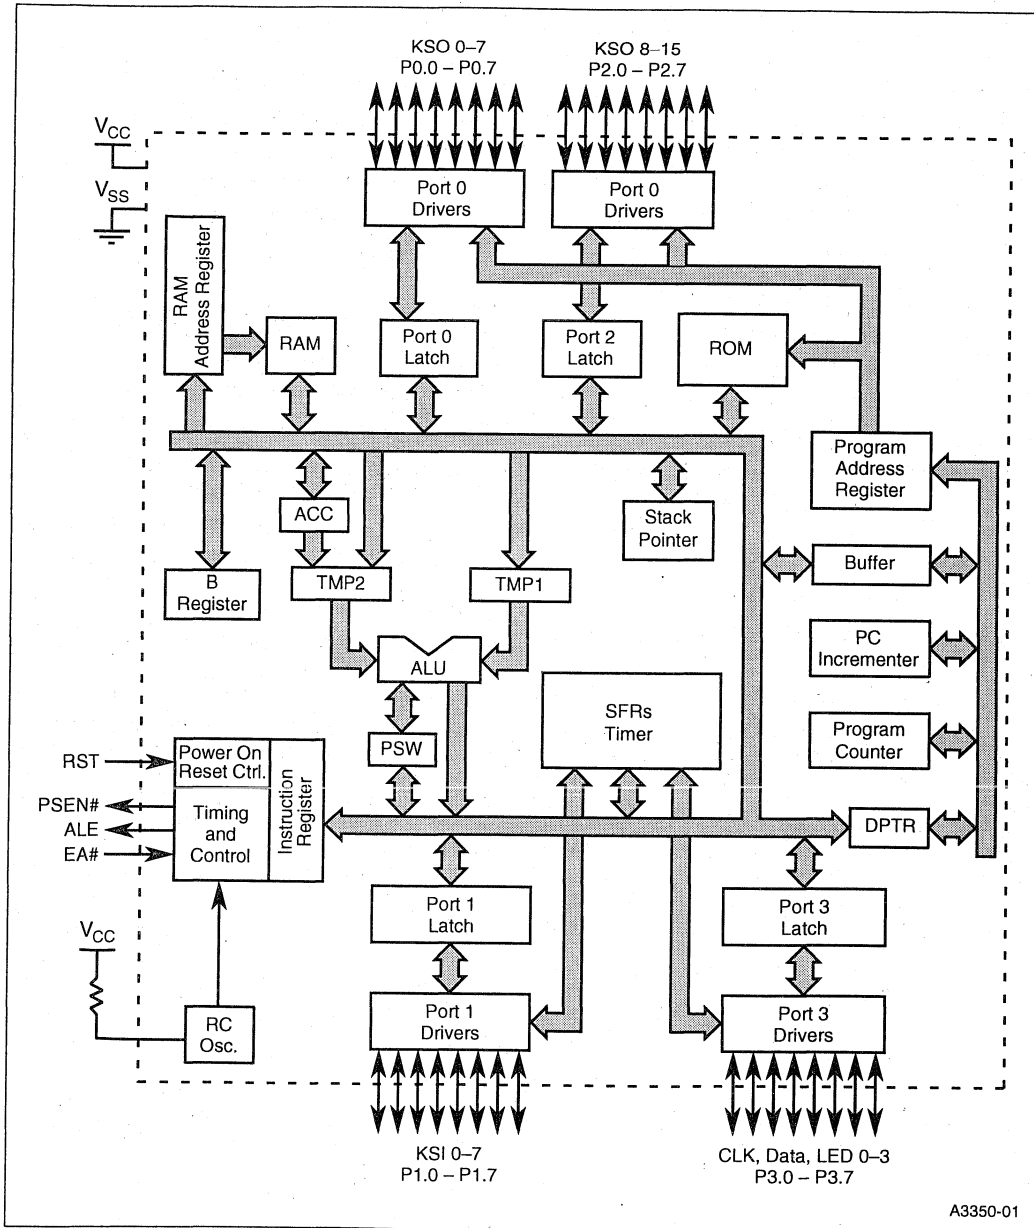 KSO 0–7
P0.0 – P0.7
KSO 8–15
P2.0 – P2.7
VCC
VSS
Port 0
Drivers
Port 0
Drivers
RAM
Address Register
RAM
Port 0
Latch
Port 2
Latch
ROM
Program
Address
Register
ACC
Stack
Pointer
B
Register
TMP2
TMP1
Buffer
ALU
PC
Incrementer
SFRs
Timer
PSW
Program
Counter
RST
PSEN#
ALE
EA#
Power On
Reset Ctrl.
Timing
and
Control
Instruction
Register
DPTR
Port 1
Latch
Port 3
Latch
VCC
RC
Osc.
Port 1
Drivers
Port 3
Drivers
KSI 0–7
P1.0 – P1.7
CLK, Data, LED 0–3
P3.0 – P3.7
A3350-01